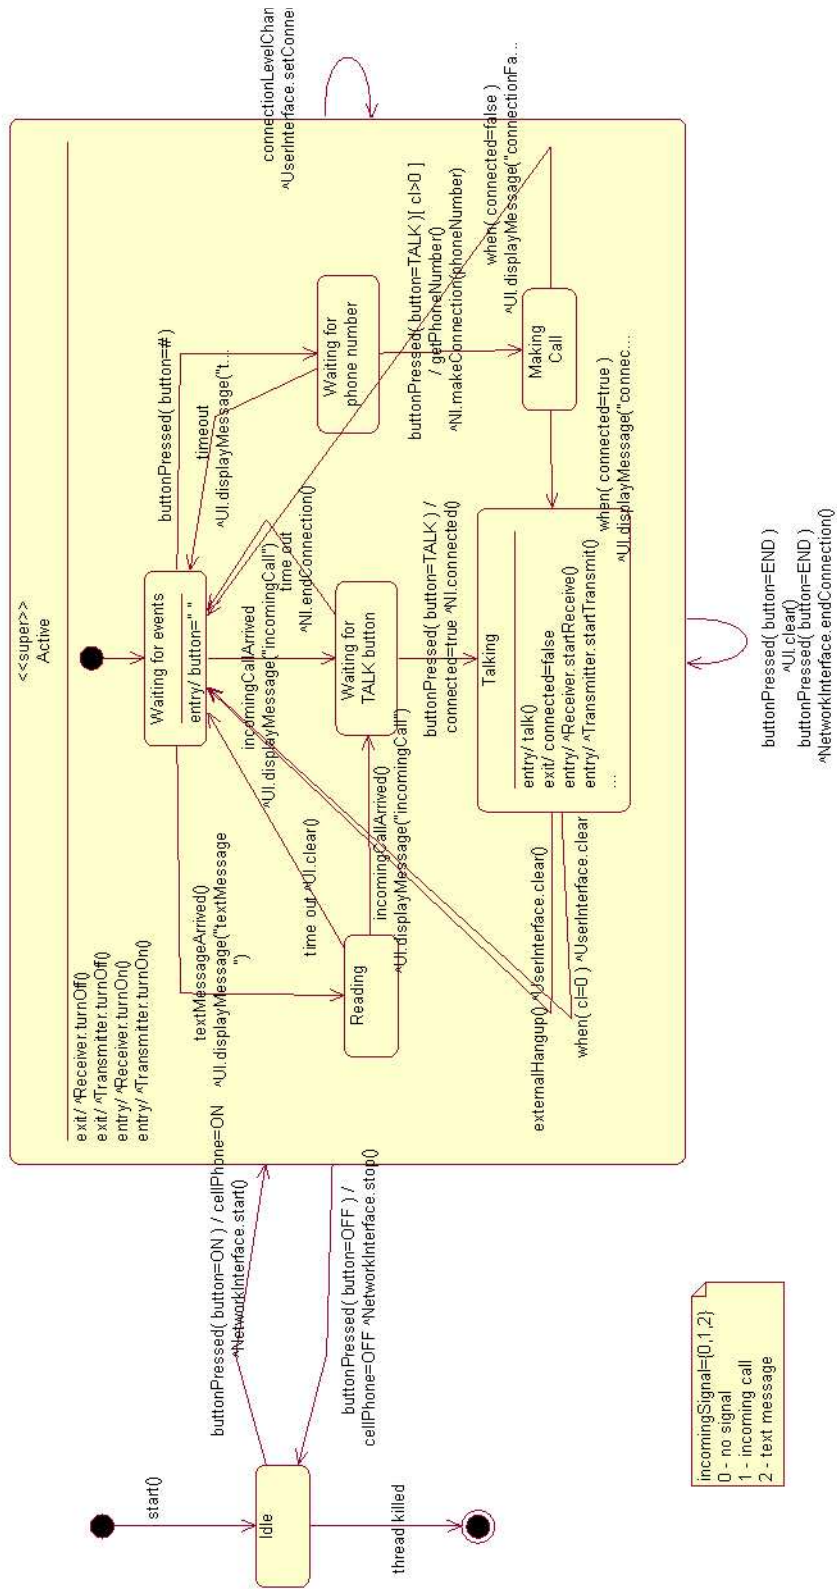 <<super>>
Active
exit/ ^Receiver.turnOff()
exit/ ^Transmitter.turnOff()
entry/ ^Receiver.turnOn()
entry/ ^Transmitter.turnOn()
start()
Idle
thread killed
buttonPressed( button=ON ) / cellPhone=ON
^NetworkInterface.start()
buttonPressed( button=OFF ) /
cellPhone=OFF ^NetworkInterface.stop()
Waiting for events
entry/ button=" "
textMessageArrived()
^UI.displayMessage("textMessage
")
Reading
time out ^UI.clear()
incomingCallArrived()
^UI.displayMessage("incomingCall")
incomingCallArrived
^UI.displayMessage("incomingCall")
time out
^NI.endConnection()
Waiting for
TALK button
buttonPressed( button=TALK ) /
connected=true ^NI.connected()
Talking
entry/ talk()
exit/ connected=false
entry/ ^Receiver.startReceive()
entry/ ^Transmitter.startTransmit()
...
externalHangup() ^UserInterface.clear()
when( cl=0 ) ^UserInterface.clear
buttonPressed( button=# )
timeout
^UI.displayMessage("t...
Waiting for
phone number
buttonPressed( button=TALK )[ cl>0 ]
/ getPhoneNumber()
^NI.makeConnection(phoneNumber)
Making
Call
when( connected=false )
^UI.displayMessage("connectionFa...
when( connected=true )
^UI.displayMessage("connec...
connectionLevelChan
^UserInterface.setConne
buttonPressed( button=END )
^UI.clear()
buttonPressed( button=END )
^NetworkInterface.endConnection()
incomingSignal={0,1,2}
0 - no signal
1 - incoming call
2 - text message